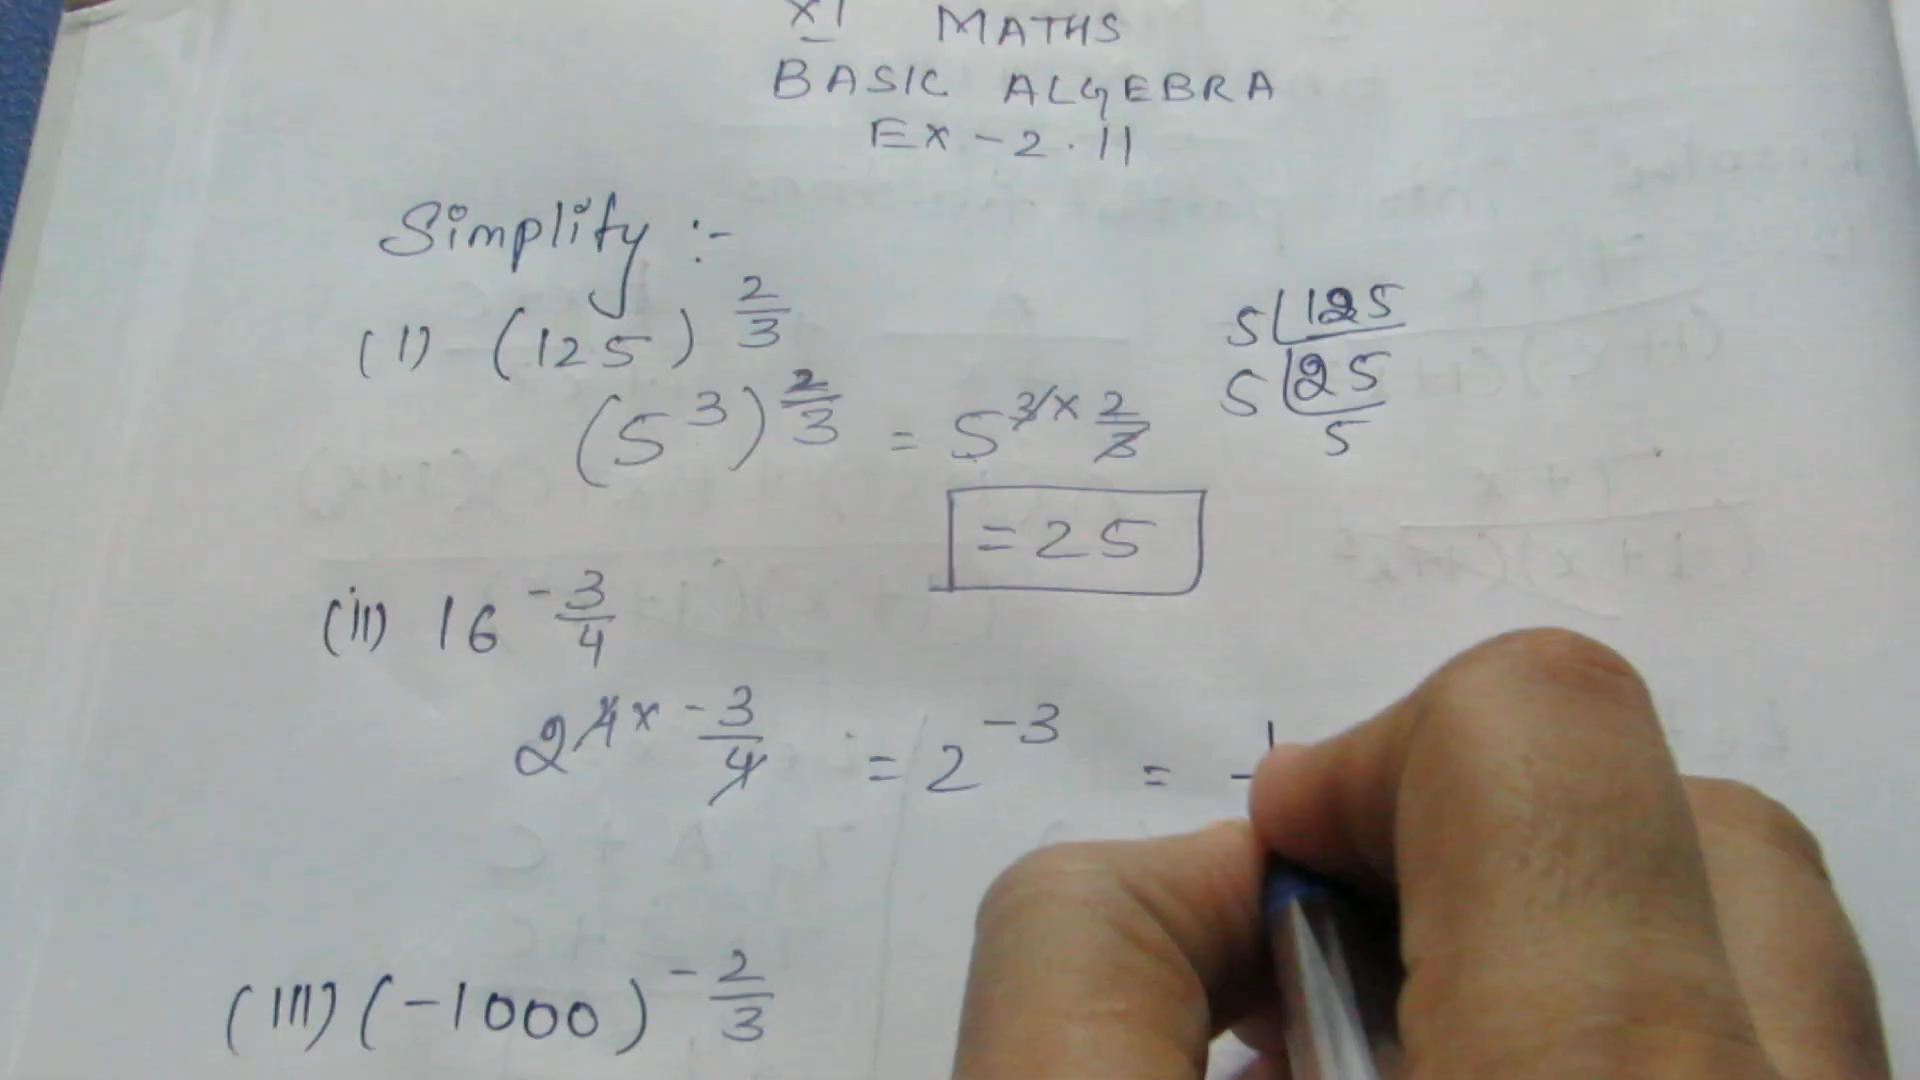 XI MATHS
BASIC ALGEBRA
EX - 2.11
Simplify :-
(I) (125)^(2/3)
(5^3)^(2/3) = 5^(3 x 2/3)
= 25
5 | 125
5 | 25
5
(II) 16^(-3/4)
2^(4 x -3/4) = 2^(-3) = 1
(III) (-1000)^(-2/3)